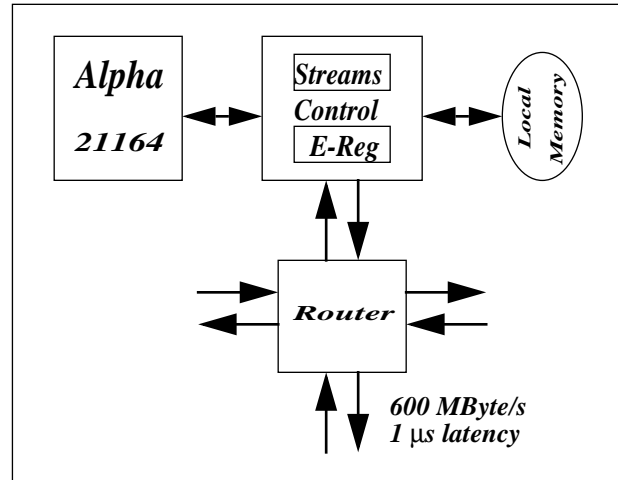 Alpha
21164
Streams
Control
E-Reg
Local
Memory
Router
600 MByte/s
1 μs latency